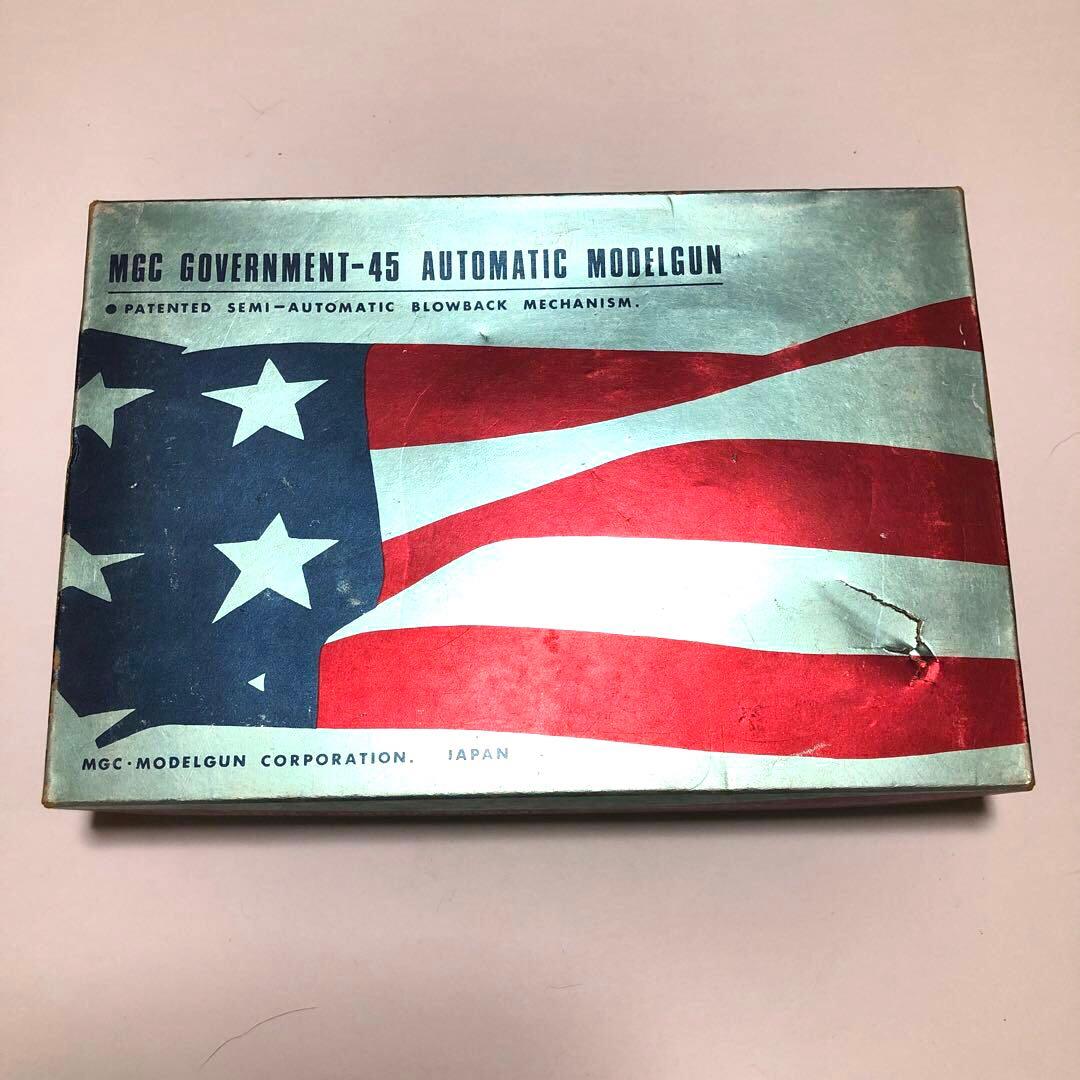 MGC GOVERNMENT-45 AUTOMATIC MODELGUN
● PATENTED SEMI-AUTOMATIC BLOWBACK MECHANISM.
MGC·MODELGUN CORPORATION. JAPAN